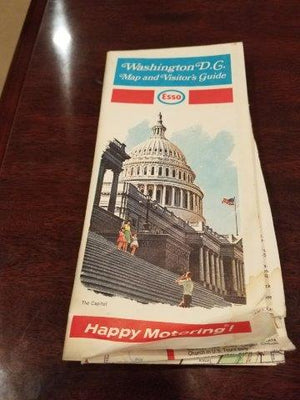 Washington D.C.
Map and Visitor's Guide
Esso
The Capitol
Happy Motoring!